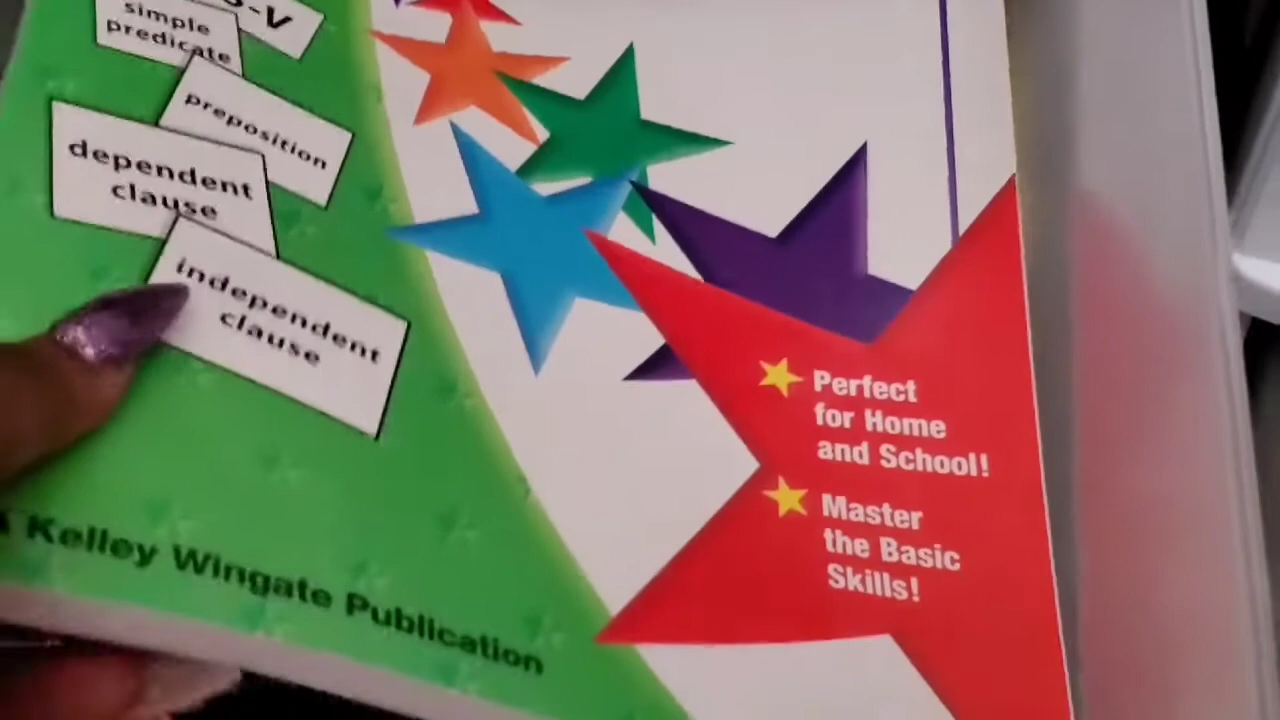 simple
predicate
preposition
dependent
clause
independent
clause
Perfect
for Home
and School!
Master
the Basic
Skills!
Kelley Wingate Publication